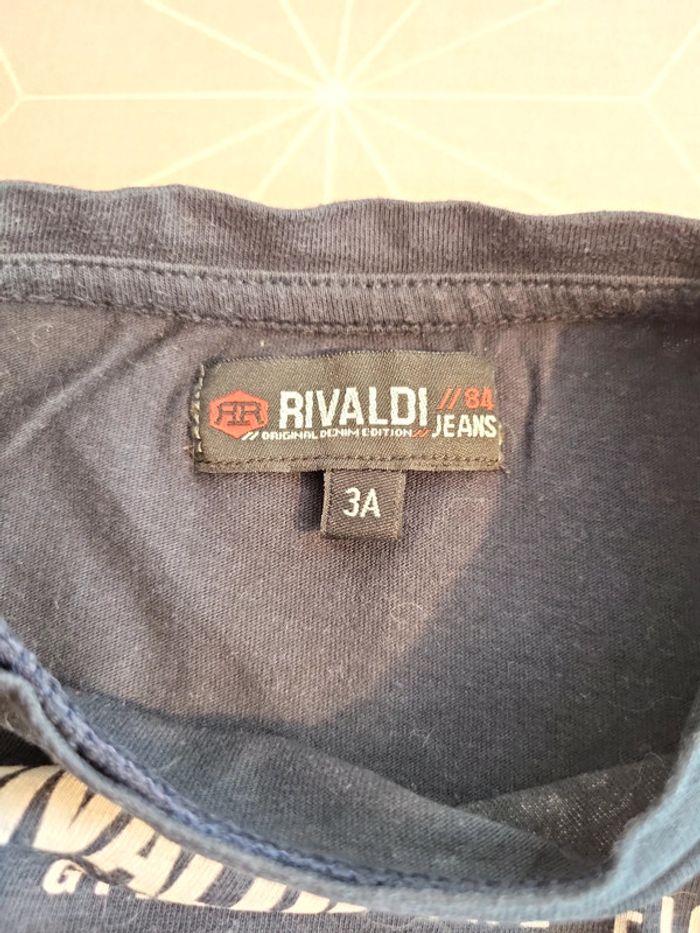 RR RIVALDI //84
// ORIGINAL DENIM EDITION // JEANS
3A